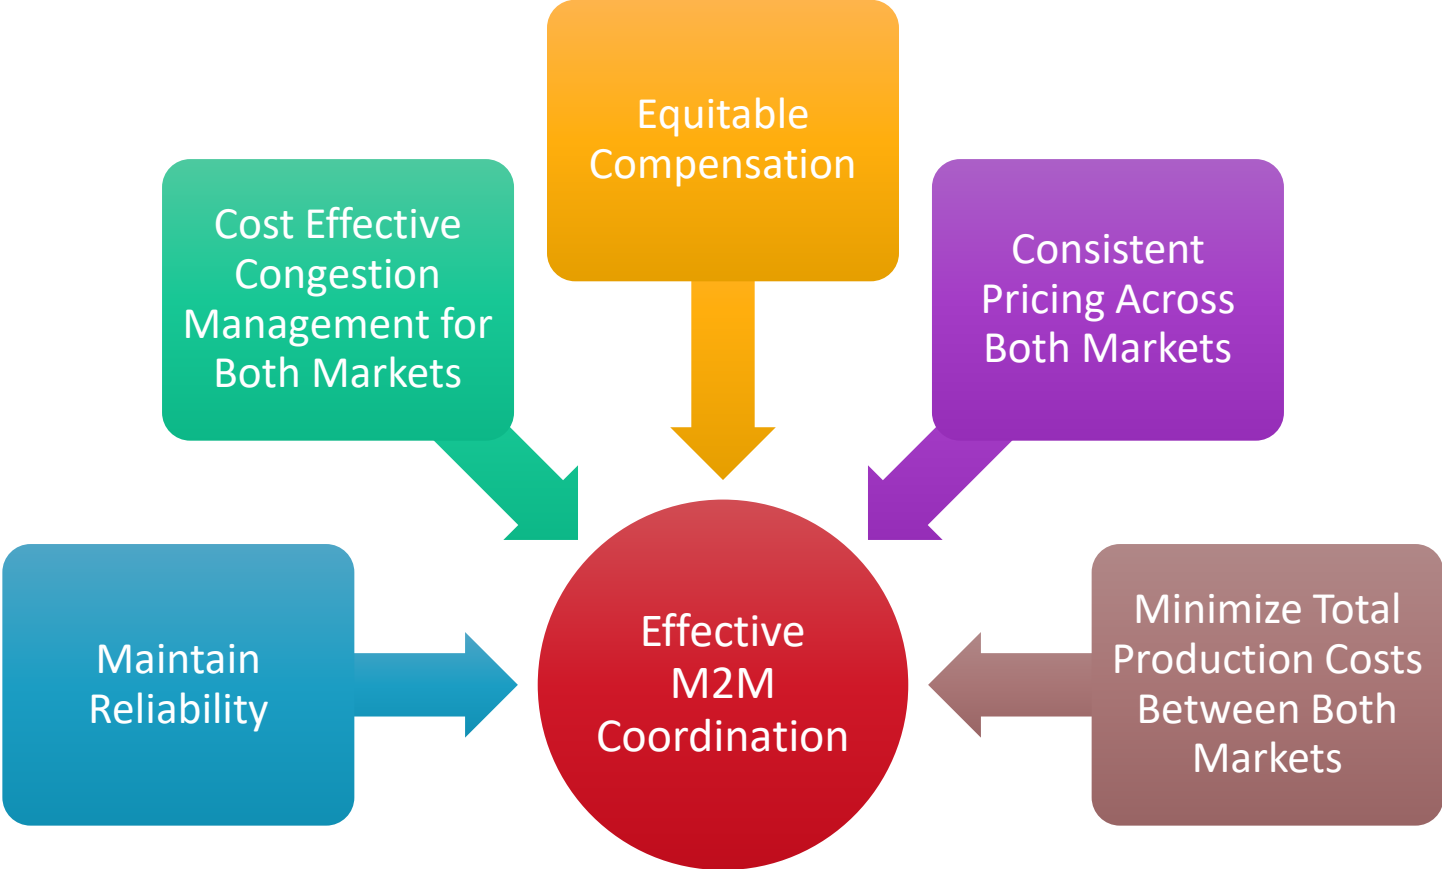 Equitable
Compensation
Cost Effective
Congestion
Management for
Both Markets
Consistent
Pricing Across
Both Markets
Maintain
Reliability
Effective
M2M
Coordination
Minimize Total
Production Costs
Between Both
Markets